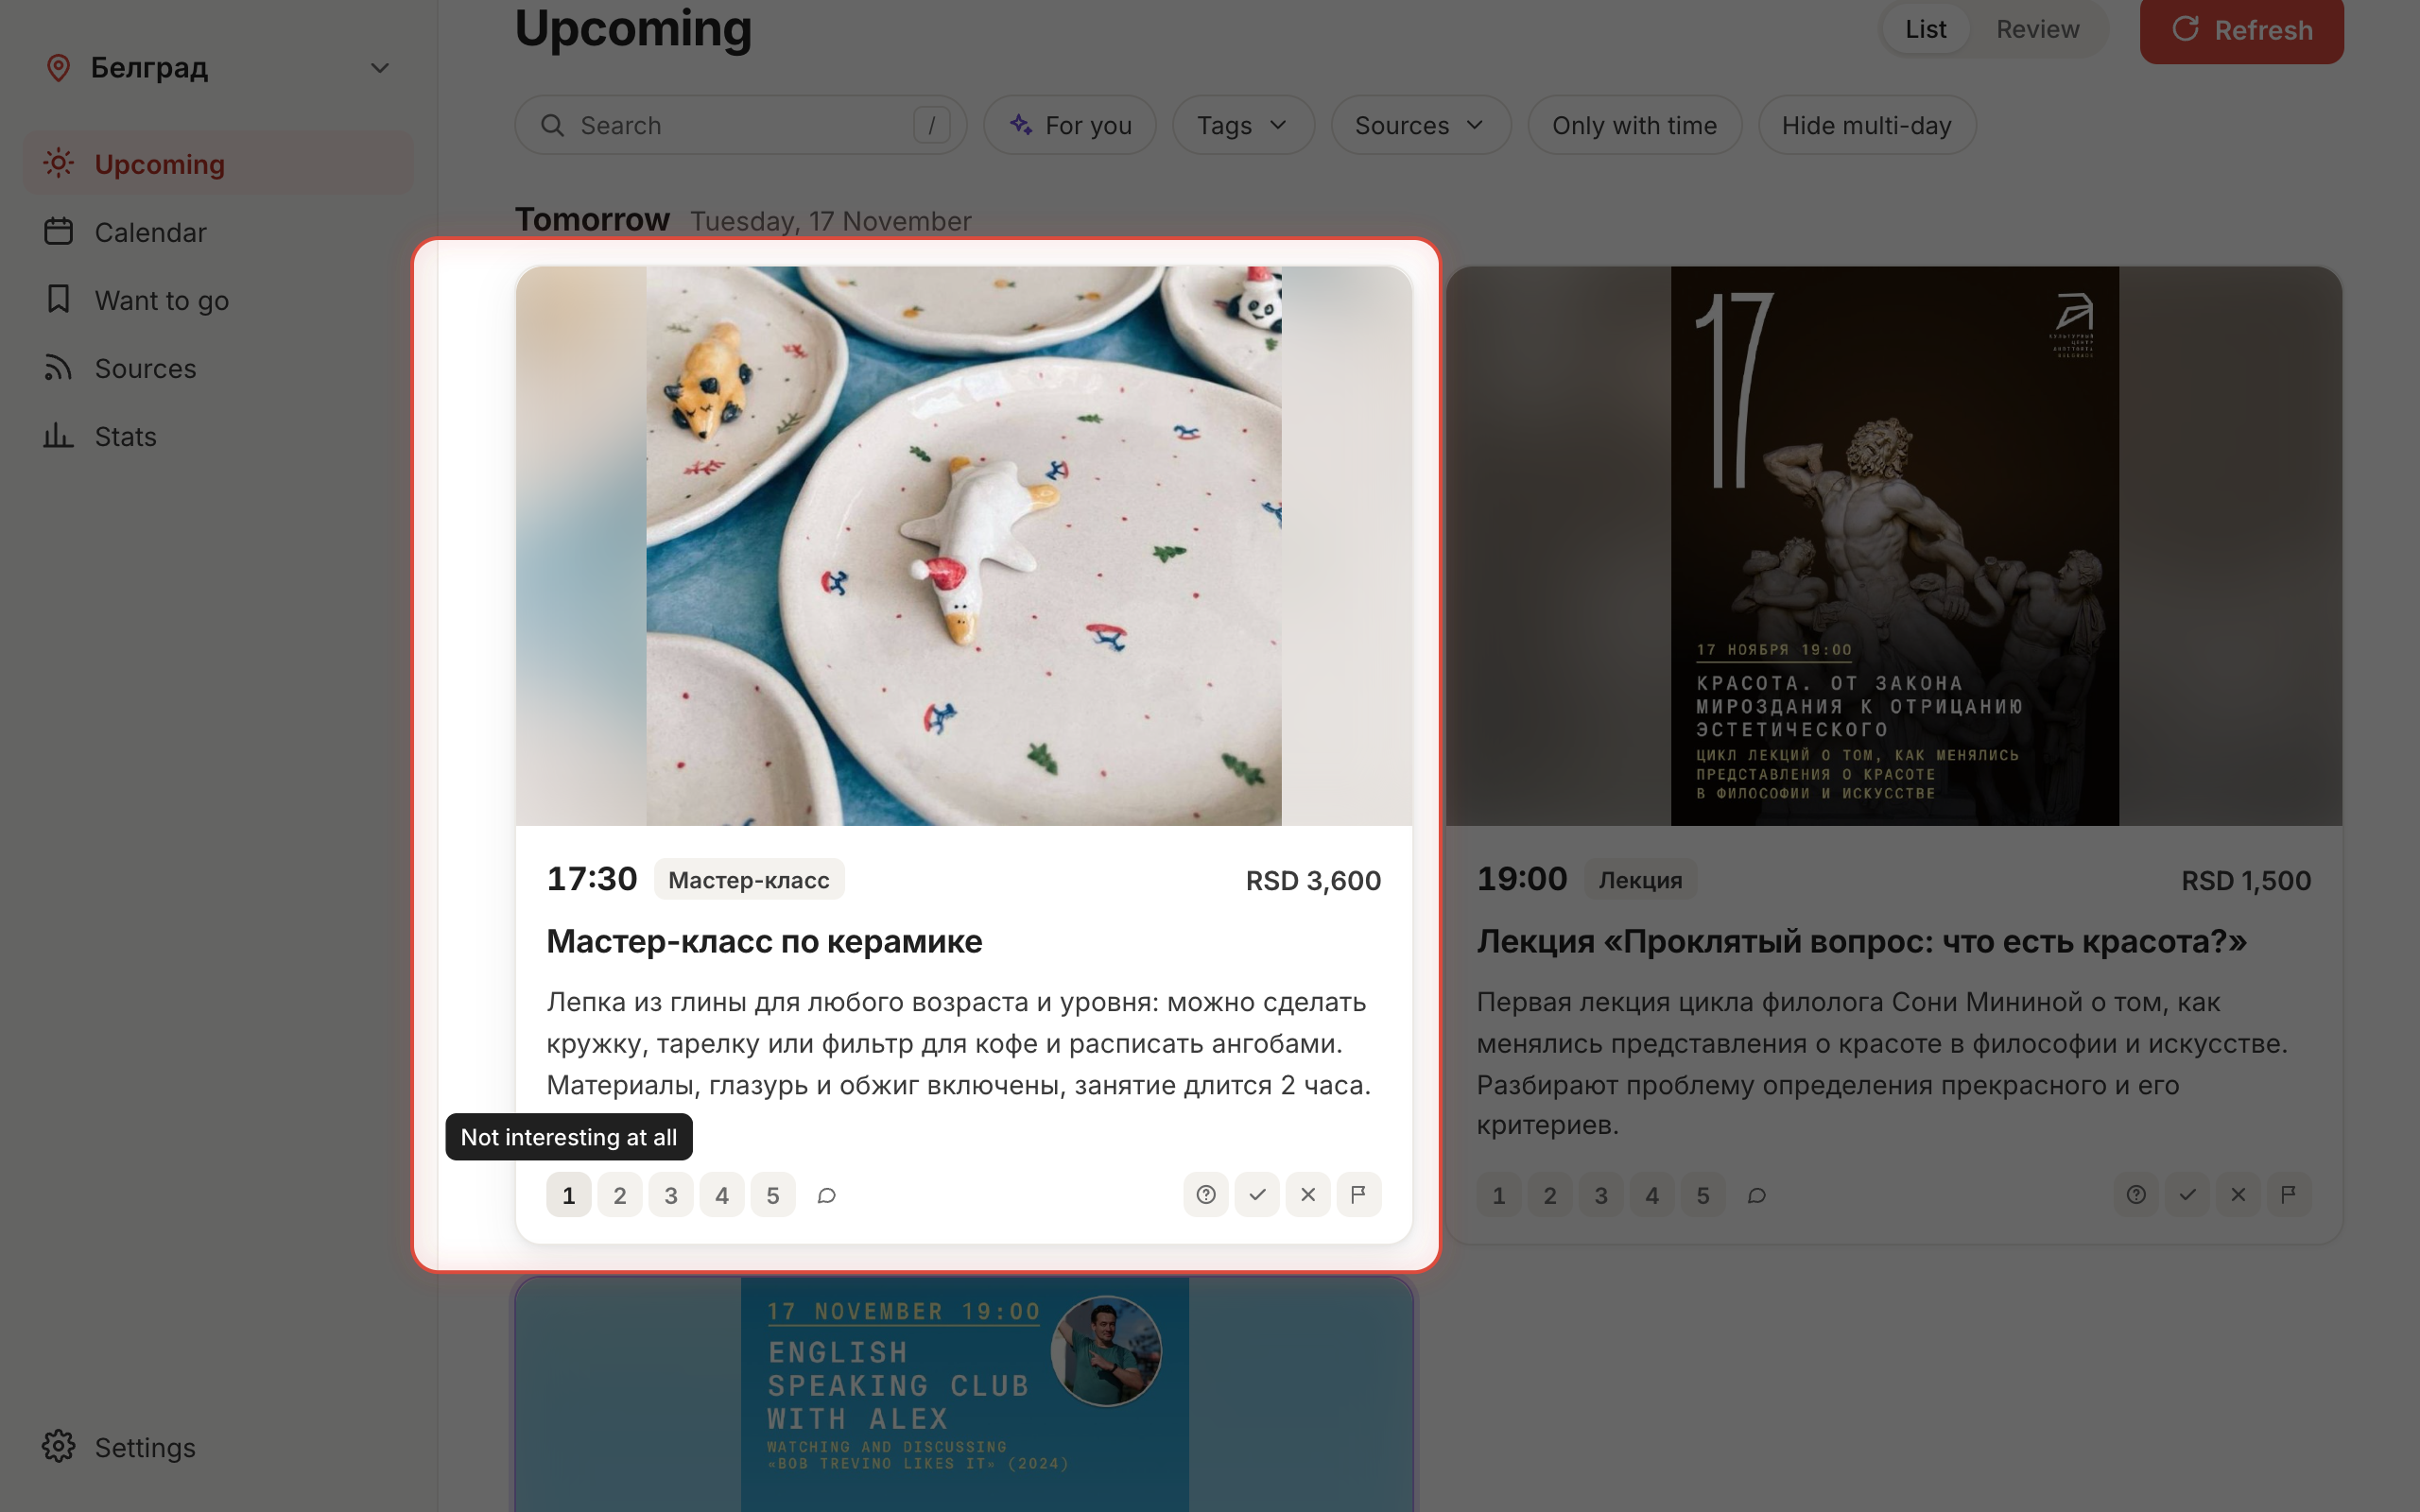 Белград
Upcoming
Calendar
Want to go
Sources
Stats
Settings
Upcoming
List
Review
Refresh
Search
/
For you
Tags
Sources
Only with time
Hide multi-day
Tomorrow
Tuesday, 17 November
17:30
Мастер-класс
RSD 3,600
Мастер-класс по керамике
Лепка из глины для любого возраста и уровня: можно сделать
кружку, тарелку или фильтр для кофе и расписать ангобами.
Материалы, глазурь и обжиг включены, занятие длится 2 часа.
Not interesting at all
1 2 3 4 5
17
17 НОЯБРЯ 19:00
КРАСОТА. ОТ ЗАКОНА
МИРОЗДАНИЯ К ОТРИЦАНИЮ
ЭСТЕТИЧЕСКОГО
ЦИКЛ ЛЕКЦИЙ О ТОМ, КАК МЕНЯЛИСЬ
ПРЕДСТАВЛЕНИЯ О КРАСОТЕ
В ФИЛОСОФИИ И ИСКУССТВЕ
19:00
Лекция
RSD 1,500
Лекция «Проклятый вопрос: что есть красота?»
Первая лекция цикла филолога Сони Мининой о том, как
менялись представления о красоте в философии и искусстве.
Разбирают проблему определения прекрасного и его
критериев.
1 2 3 4 5
17 NOVEMBER 19:00
ENGLISH
SPEAKING CLUB
WITH ALEX
WATCHING AND DISCUSSING
«BOB TREVINO LIKES IT» (2024)